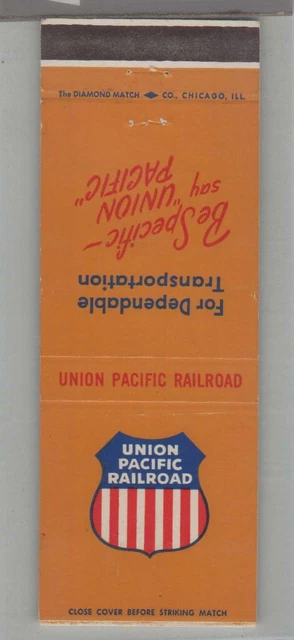 The DIAMOND MATCH CO., CHICAGO, ILL.
Be Specific—
say "UNION
PACIFIC"
For Dependable
Transportation
UNION PACIFIC RAILROAD
UNION
PACIFIC
RAILROAD
CLOSE COVER BEFORE STRIKING MATCH